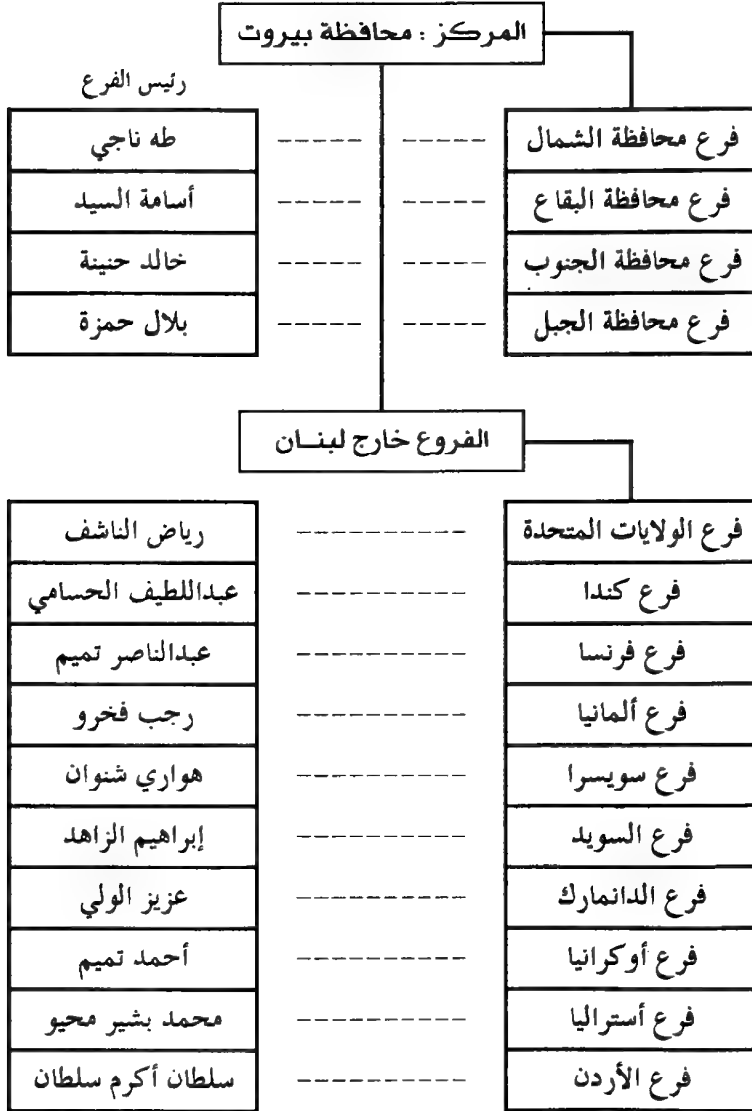 المركز : محافظة بيروت
رئيس الفرع
فرع محافظة الشمال ----- ----- طه ناجي
فرع محافظة البقاع ----- ----- أسامة السيد
فرع محافظة الجنوب ----- ----- خالد حنينة
فرع محافظة الجبل ----- ----- بلال حمزة
الفروع خارج لبنــان
فرع الولايات المتحدة ---------- رياض الناشف
فرع كندا ---------- عبداللطيف الحسامي
فرع فرنسا ---------- عبدالناصر تميم
فرع ألمانيا ---------- رجب فخرو
فرع سويسرا ---------- هواري شنوان
فرع السويد ---------- إبراهيم الزاهد
فرع الدانمارك ---------- عزيز الولي
فرع أوكرانيا ---------- أحمد تميم
فرع أستراليا ---------- محمد بشير محيو
فرع الأردن ---------- سلطان أكرم سلطان